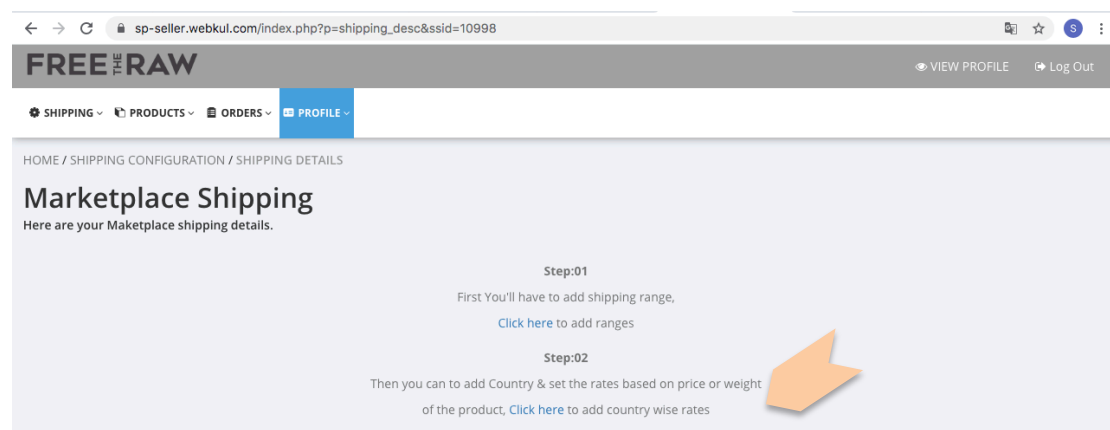 sp-seller.webkul.com/index.php?p=shipping_desc&ssid=10998
S
FREE THE RAW
VIEW PROFILE Log Out
SHIPPING PRODUCTS ORDERS PROFILE
HOME / SHIPPING CONFIGURATION / SHIPPING DETAILS
Marketplace Shipping
Here are your Maketplace shipping details.
Step:01
First You'll have to add shipping range,
Click here to add ranges
Step:02
Then you can to add Country & set the rates based on price or weight
of the product, Click here to add country wise rates